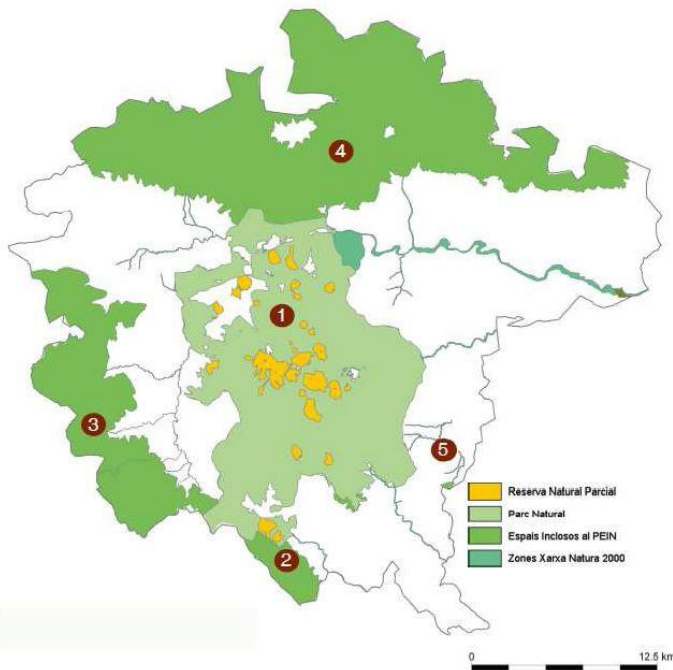 4
1
3
5
2
Reserva Natural Parcial
Parc Natural
Espais Inclosos al PEIN
Zones Xarxa Natura 2000
0 12.5 km